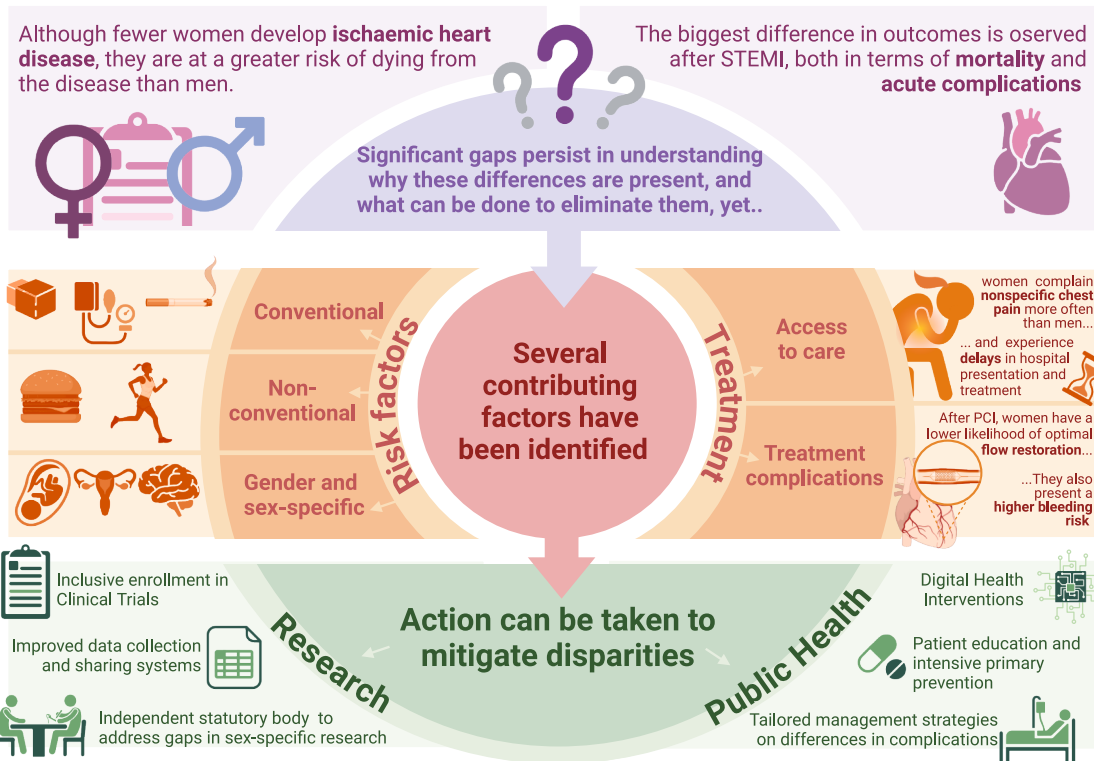 Although fewer women develop ischaemic heart
disease, they are at a greater risk of dying from
the disease than men.
The biggest difference in outcomes is oserved
after STEMI, both in terms of mortality and
acute complications
? ? ?
Significant gaps persist in understanding
why these differences are present, and
what can be done to eliminate them, yet..
Risk factors
Conventional
Non-
conventional
Gender and
sex-specific
Several
contributing
factors have
been identified
Treatment
Access
to care
Treatment
complications
women complain
nonspecific chest
pain more often
than men...
... and experience
delays in hospital
presentation and
treatment
After PCI, women have a
lower likelihood of optimal
flow restoration...
...They also
present a
higher bleeding
risk
Action can be taken to
mitigate disparities
Research
Inclusive enrollment in
Clinical Trials
Improved data collection
and sharing systems
Independent statutory body to
address gaps in sex-specific research
Public Health
Digital Health
Interventions
Patient education and
intensive primary
prevention
Tailored management strategies
on differences in complications